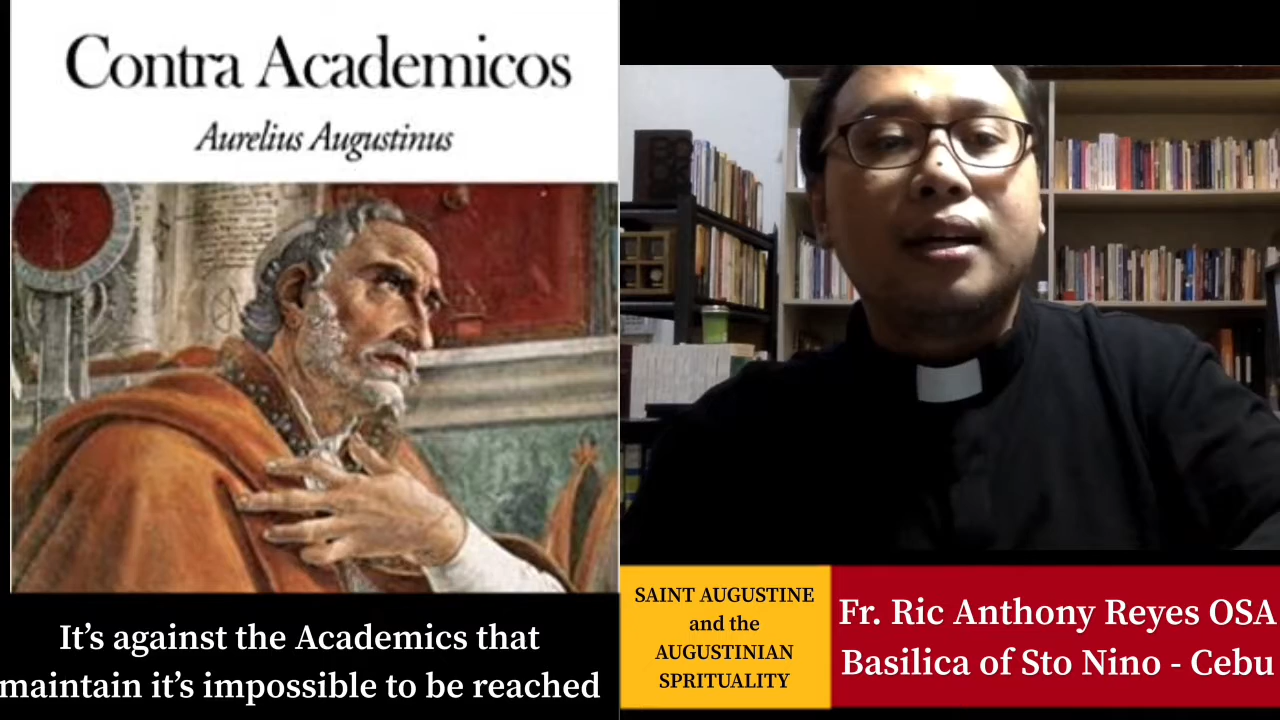 Contra Academicos
Aurelius Augustinus
It's against the Academics that
maintain it's impossible to be reached
SAINT AUGUSTINE
and the
AUGUSTINIAN
SPRITUALITY
Fr. Ric Anthony Reyes OSA
Basilica of Sto Nino - Cebu